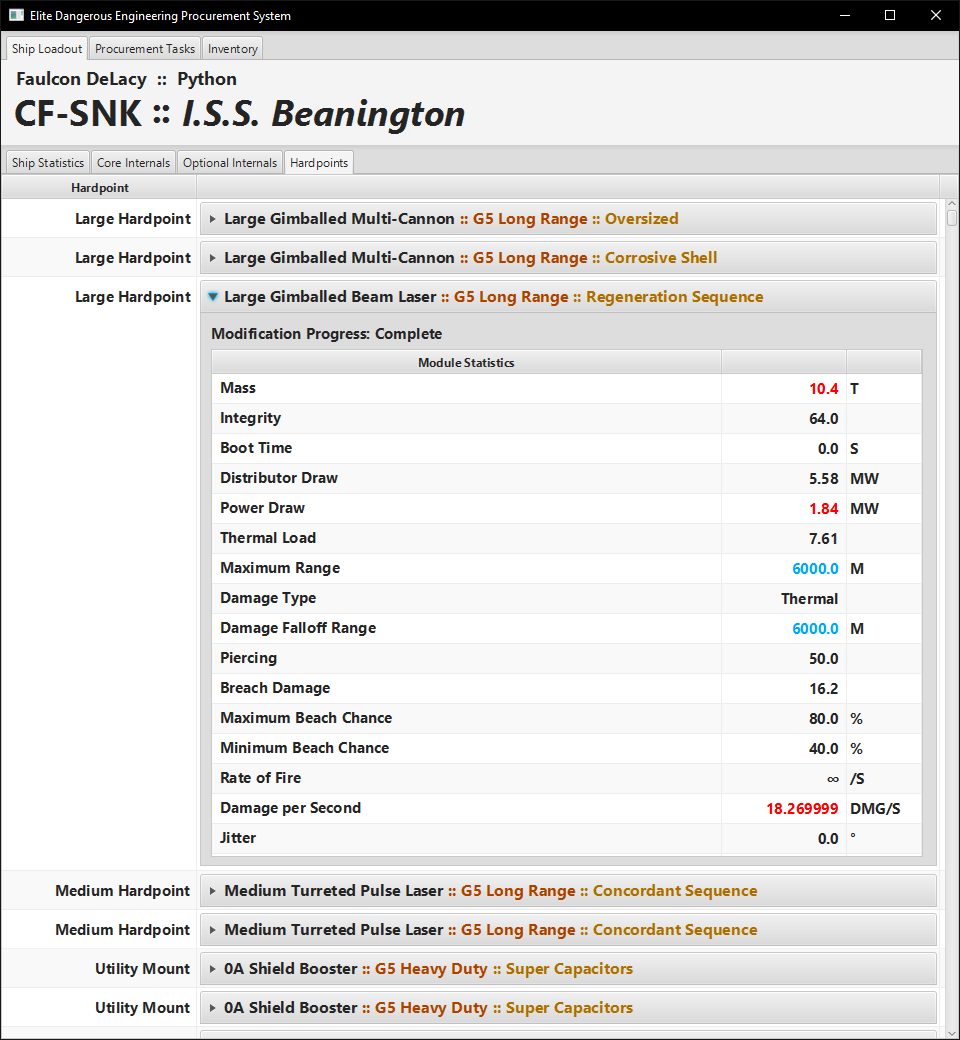 Elite Dangerous Engineering Procurement System
Ship Loadout Procurement Tasks Inventory
Faulcon DeLacy :: Python
CF-SNK :: I.S.S. Beanington
Ship Statistics Core Internals Optional Internals Hardpoints
Hardpoint
Large Hardpoint Large Gimballed Multi-Cannon :: G5 Long Range :: Oversized
Large Hardpoint Large Gimballed Multi-Cannon :: G5 Long Range :: Corrosive Shell
Large Hardpoint Large Gimballed Beam Laser :: G5 Long Range :: Regeneration Sequence
Modification Progress: Complete
Module Statistics
Mass 10.4 T
Integrity 64.0
Boot Time 0.0 S
Distributor Draw 5.58 MW
Power Draw 1.84 MW
Thermal Load 7.61
Maximum Range 6000.0 M
Damage Type Thermal
Damage Falloff Range 6000.0 M
Piercing 50.0
Breach Damage 16.2
Maximum Beach Chance 80.0 %
Minimum Beach Chance 40.0 %
Rate of Fire ∞ /S
Damage per Second 18.269999 DMG/S
Jitter 0.0 °
Medium Hardpoint Medium Turreted Pulse Laser :: G5 Long Range :: Concordant Sequence
Medium Hardpoint Medium Turreted Pulse Laser :: G5 Long Range :: Concordant Sequence
Utility Mount 0A Shield Booster :: G5 Heavy Duty :: Super Capacitors
Utility Mount 0A Shield Booster :: G5 Heavy Duty :: Super Capacitors